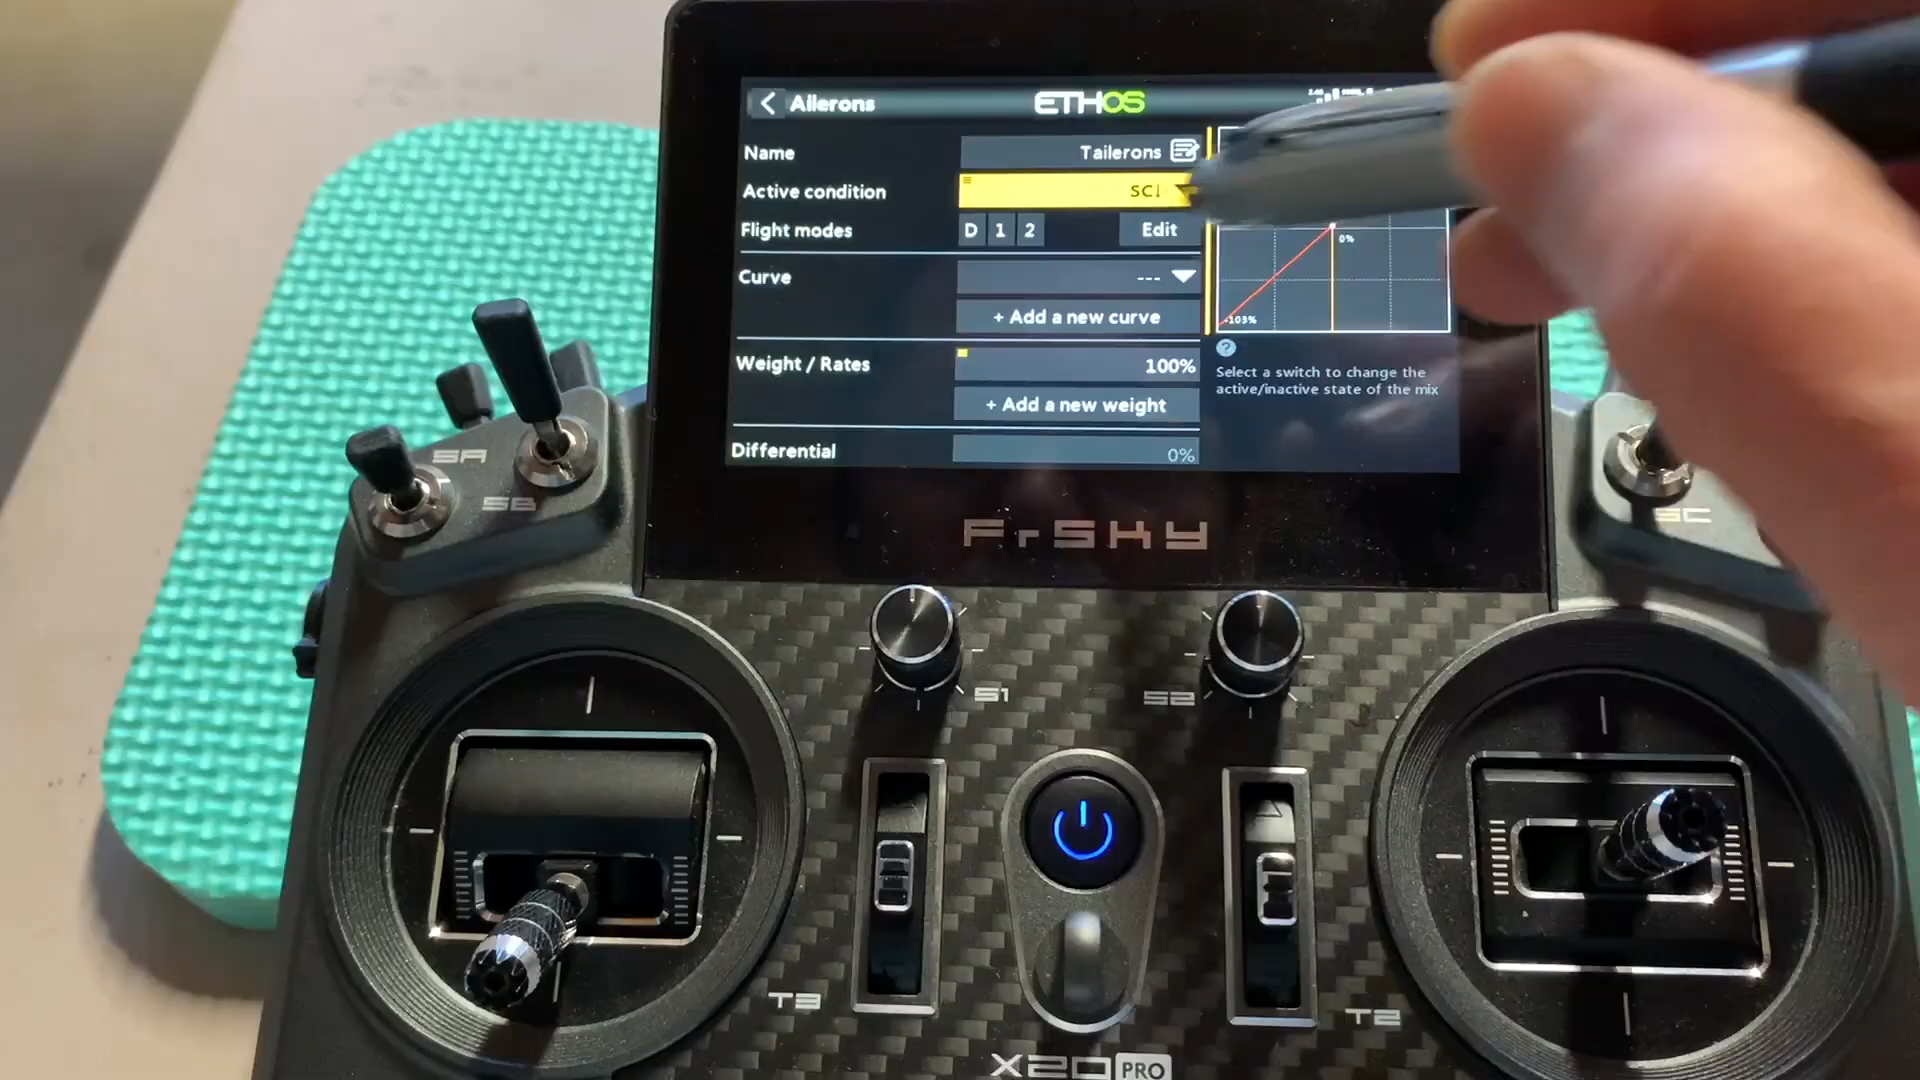 Ailerons
ETHOS
Name
Tailerons
Active condition
SC↓
Flight modes
D 1 2
Edit
Curve
---
+ Add a new curve
Weight / Rates
100%
+ Add a new weight
Differential
0%
0%
-103%
?
Select a switch to change the
active/inactive state of the mix
FrSKY
SA
SB
SC
S1
S2
T3
T2
X20 PRO